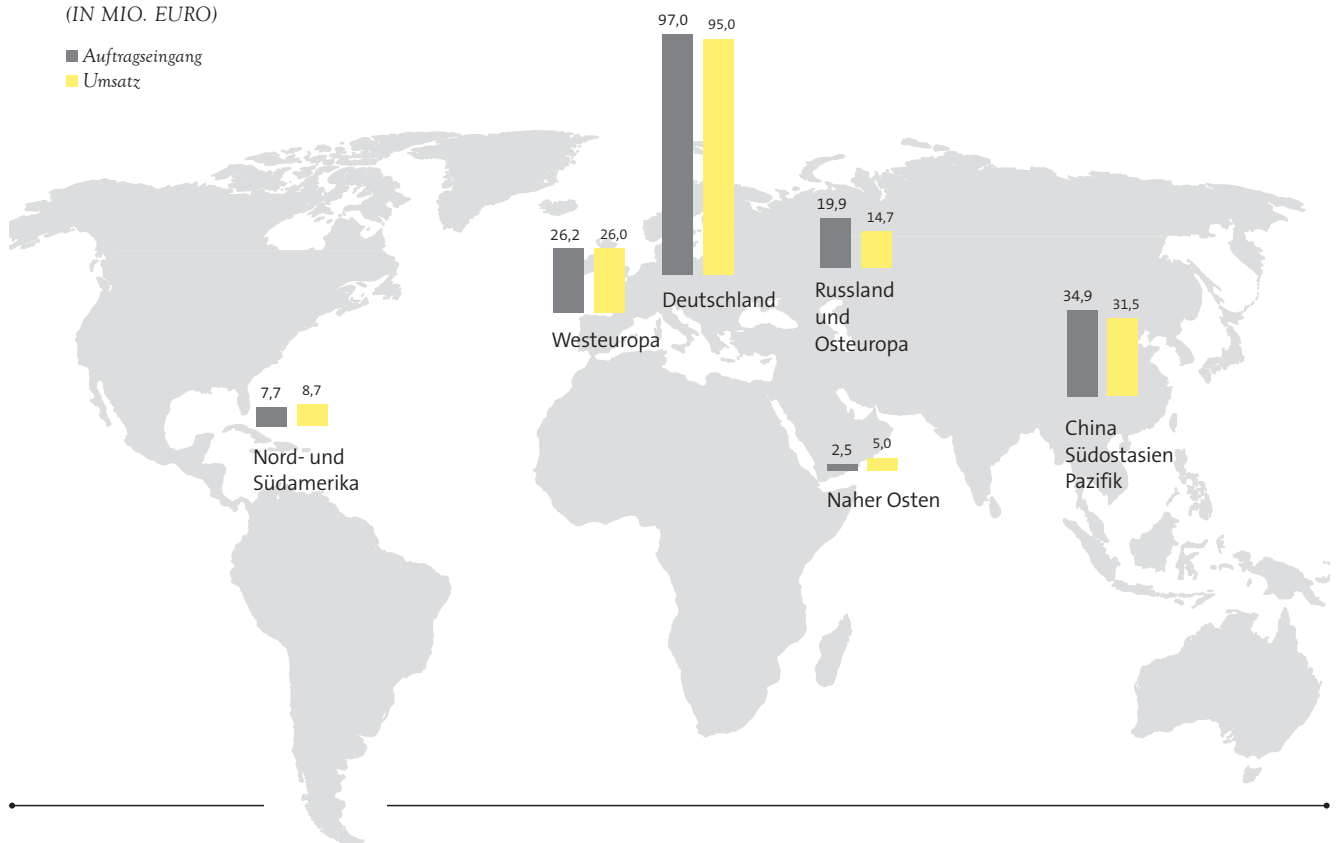 (IN MIO. EURO)
Auftragseingang
Umsatz
97,0
95,0
Deutschland
26,2
26,0
Westeuropa
19,9
14,7
Russland
und
Osteuropa
34,9
31,5
China
Südostasien
Pazifik
7,7
8,7
Nord- und
Südamerika
2,5
5,0
Naher Osten